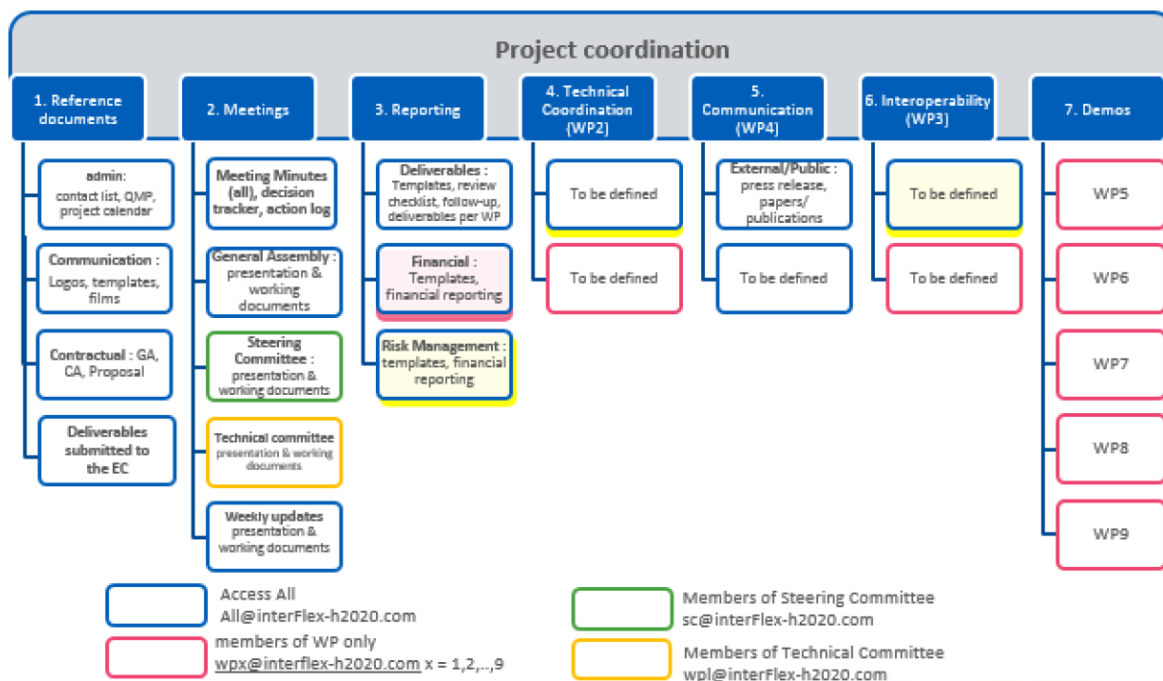 Project coordination
1. Reference
documents
2. Meetings
3. Reporting
4. Technical
Coordination
(WP2]
5.
Communication
(WP4]
6. Interoperability
(WP3]
7. Demos
admin:
contact list, QMP,
project calendar
Communication :
Logos, templates,
films
Contractual : GA,
CA, Proposal
Deliverables
submitted to
the EC
Meeting Minutes
(all), decision
tracker, action log
General Assembly :
presentation &
working
documents
Steering
Committee :
presentation &
working documents
Technical committee
presentation & working
documents
Weekly updates
presentation &
working documents
Deliverables :
Templates, review
checklist, follow-up,
deliverables per WP
Financial :
Templates,
financial reporting
Risk Management :
templates, financial
reporting
To be defined
To be defined
External/Public :
press release,
papers/
publications
To be defined
To be defined
To be defined
WP5
WP6
WP7
WP8
WP9
Access All
All@interFlex-h2020.com
members of WP only
wpx@interflex-h2020.com x = 1,2,..,9
Members of Steering Committee
sc@interFlex-h2020.com
Members of Technical Committee
wpl@interFlex-h2020.com